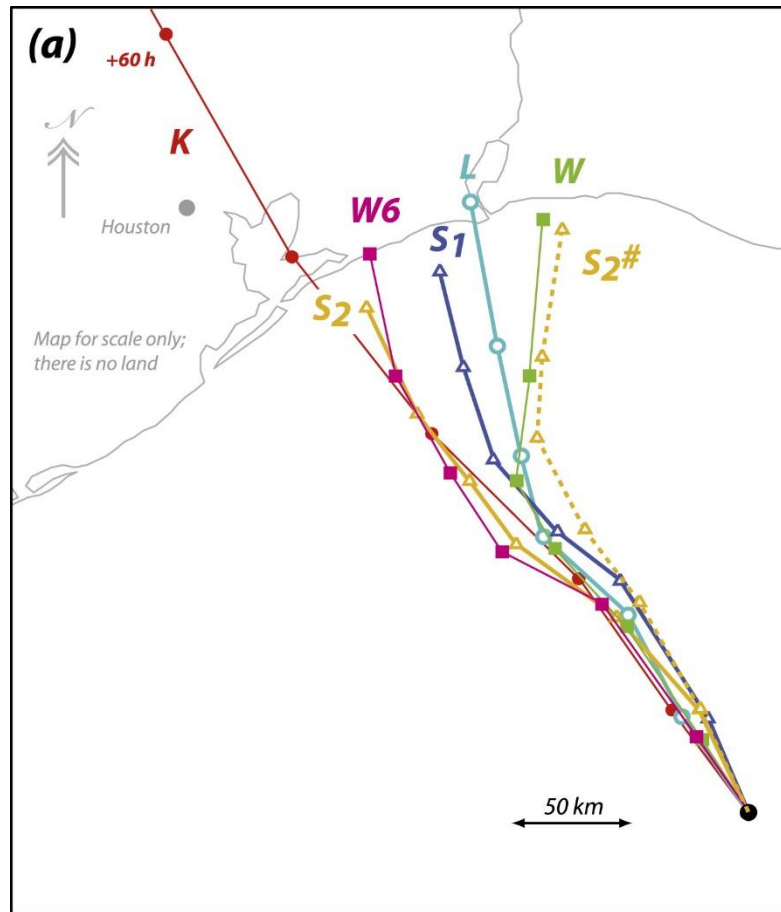 (a)
+60 h
N
K
L
W
W6
Houston
S1
S2#
S2
Map for scale only;
there is no land
50 km